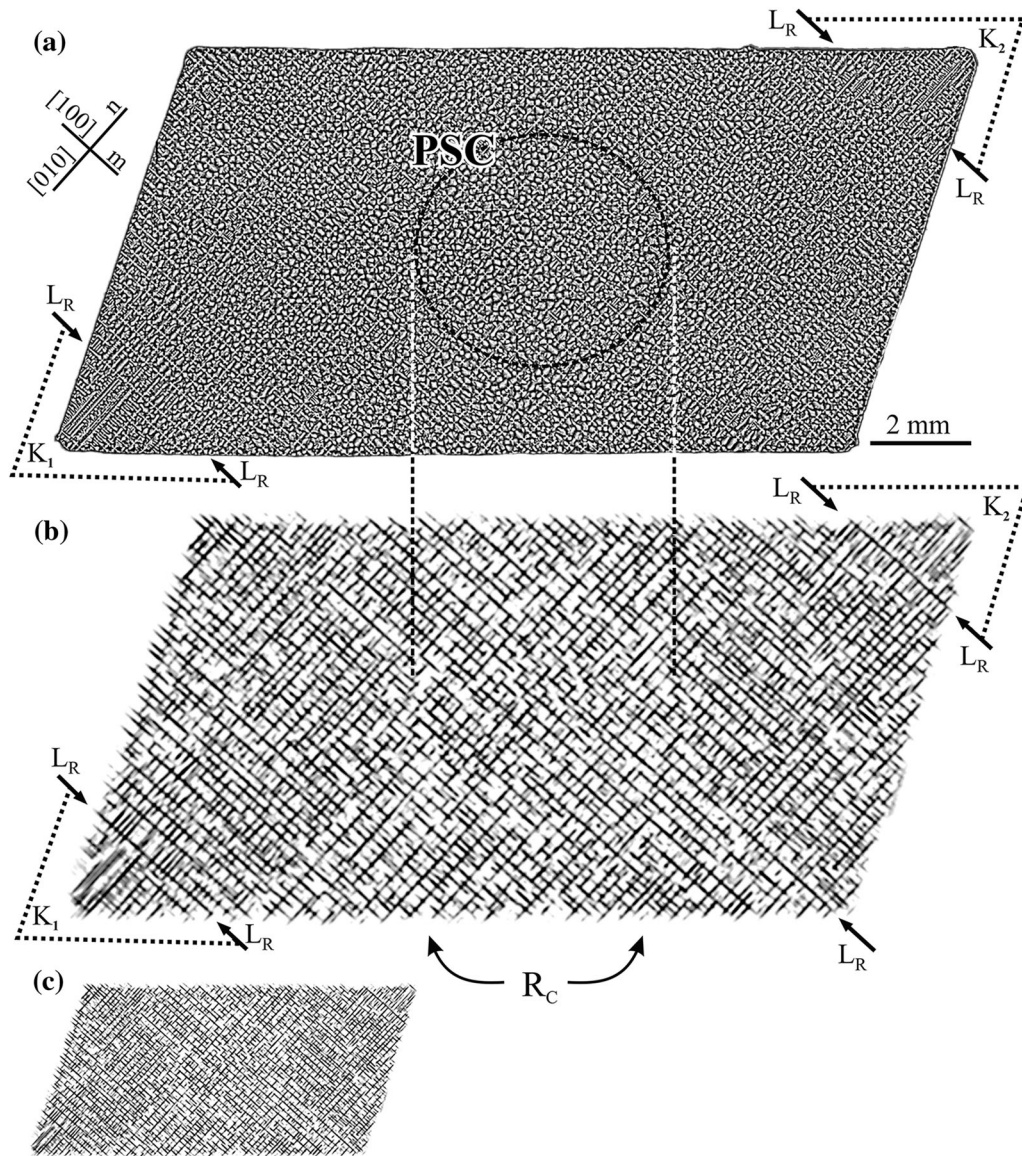 (a)
L_R
K_2
[100] n
[010] m
PSC
L_R
L_R
K_1
L_R
2 mm
(b)
L_R
K_2
L_R
L_R
K_1
L_R
L_R
R_C
(c)